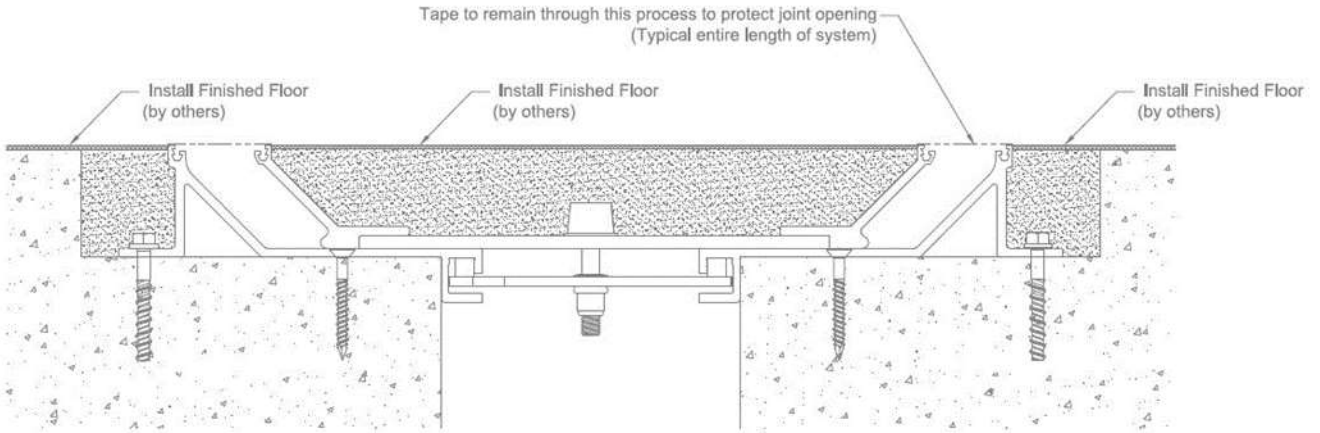 Tape to remain through this process to protect joint opening
(Typical entire length of system)
Install Finished Floor
(by others)
Install Finished Floor
(by others)
Install Finished Floor
(by others)